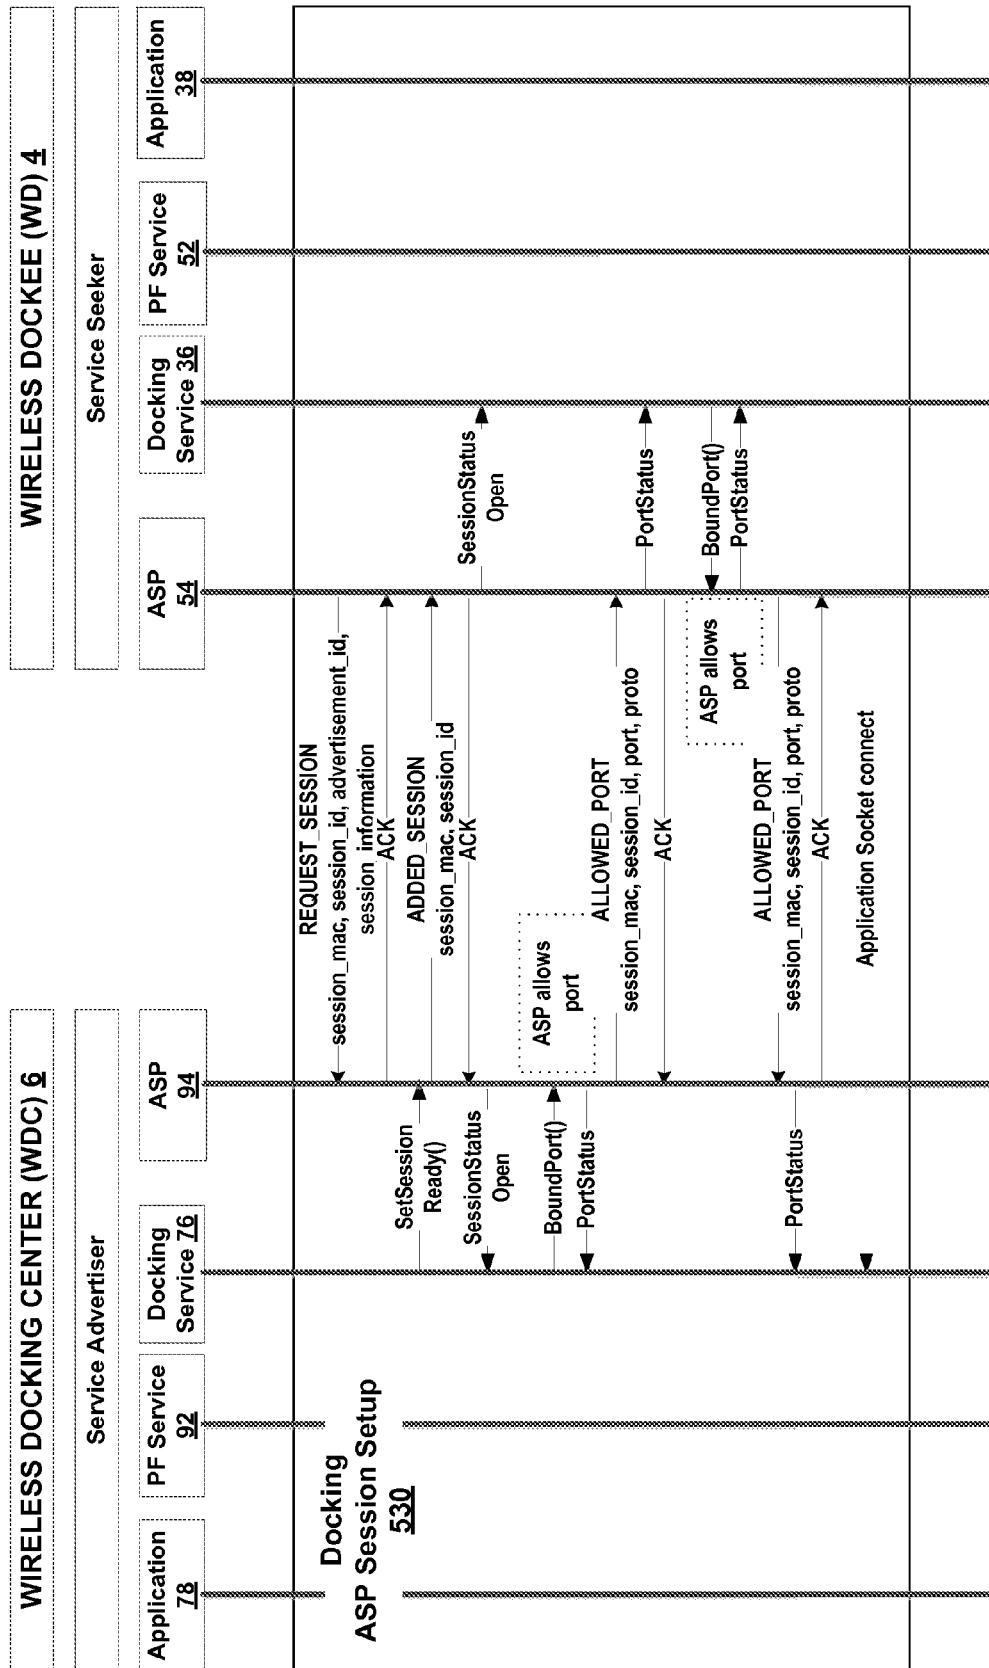 WIRELESS DOCKING CENTER (WDC) 6
WIRELESS DOCKEE (WD) 4
Service Advertiser
Service Seeker
Application
78
PF Service
92
Docking
Service 76
ASP
94
ASP
54
Docking
Service 36
PF Service
52
Application
38
Docking
ASP Session Setup
530
REQUEST_SESSION
session_mac, session_id, advertisement_id,
session_information
ACK
SetSession
Ready()
ADDED_SESSION
session_mac, session_id
ACK
SessionStatus
Open
SessionStatus
Open
BoundPort()
ASP allows
port
PortStatus
ALLOWED_PORT
session_mac, session_id, port, proto
PortStatus
ACK
BoundPort()
ASP allows
port
PortStatus
ALLOWED_PORT
session_mac, session_id, port, proto
PortStatus
ACK
Application Socket connect